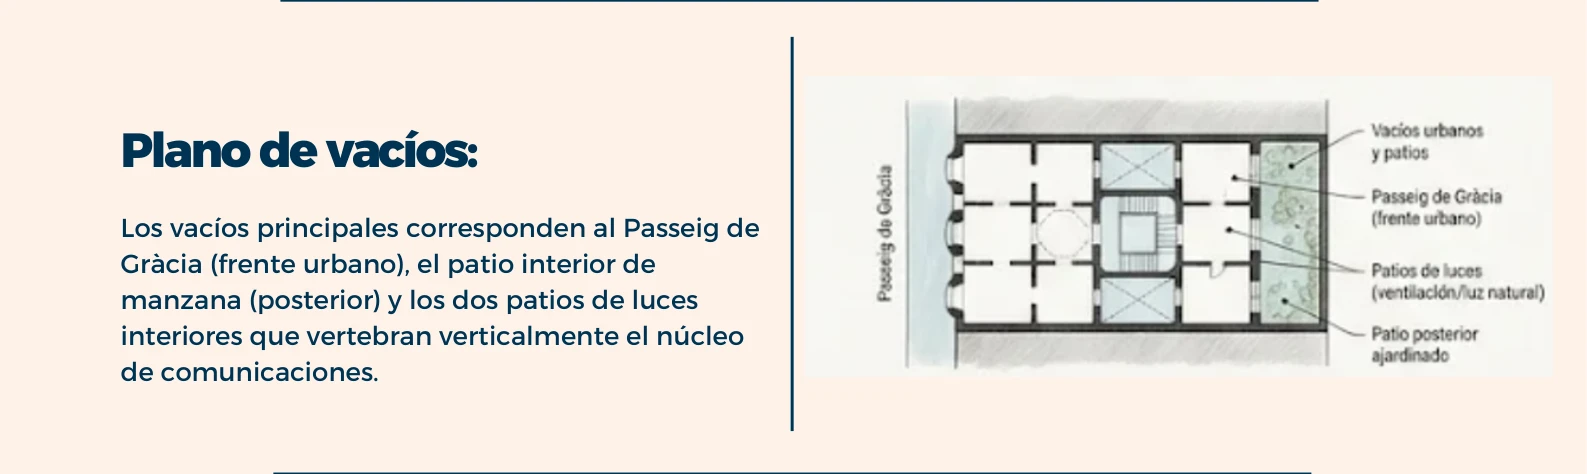 Plano de vacíos:
Los vacíos principales corresponden al Passeig de
Gràcia (frente urbano), el patio interior de
manzana (posterior) y los dos patios de luces
interiores que vertebran verticalmente el núcleo
de comunicaciones.
Passeig de Gràcia
Vacíos urbanos
y patios
Passeig de Gràcia
(frente urbano)
Patios de luces
(ventilación/luz natural)
Patio posterior
ajardinado